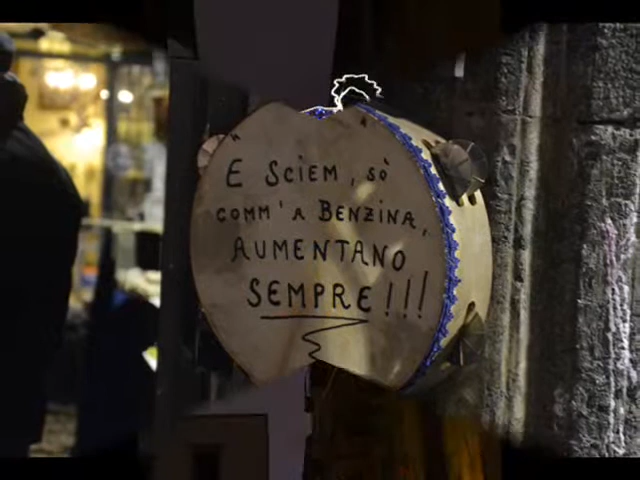 "E SCIEM, SÒ
COMM' A BENZINA,
AUMENTANO
SEMPRE!!!